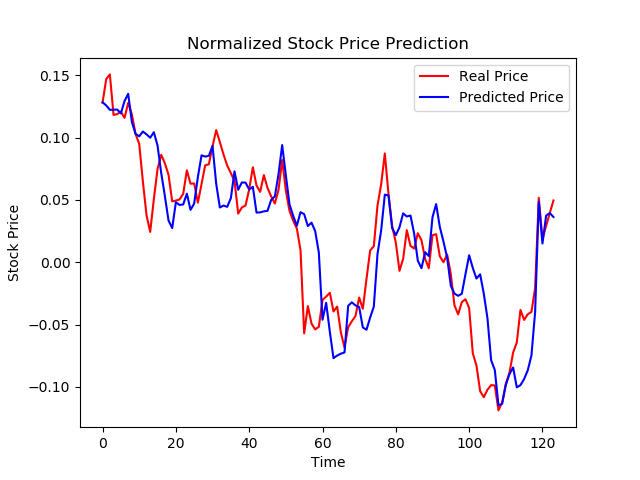 Normalized Stock Price Prediction
Real Price
Predicted Price
Stock Price
0.15
0.10
0.05
0.00
−0.05
−0.10
0 20 40 60 80 100 120
Time